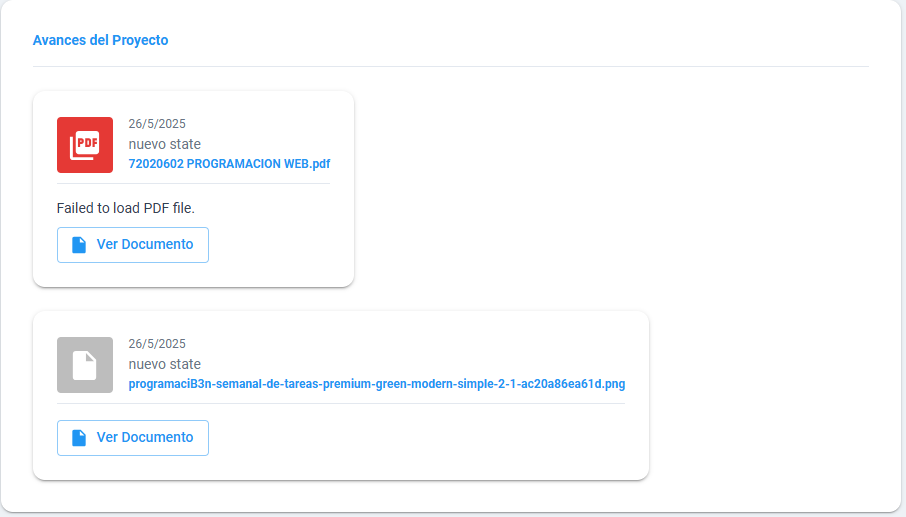 Avances del Proyecto
PDF
26/5/2025
nuevo state
72020602 PROGRAMACION WEB.pdf
Failed to load PDF file.
Ver Documento
26/5/2025
nuevo state
programaciB3n-semanal-de-tareas-premium-green-modern-simple-2-1-ac20a86ea61d.png
Ver Documento